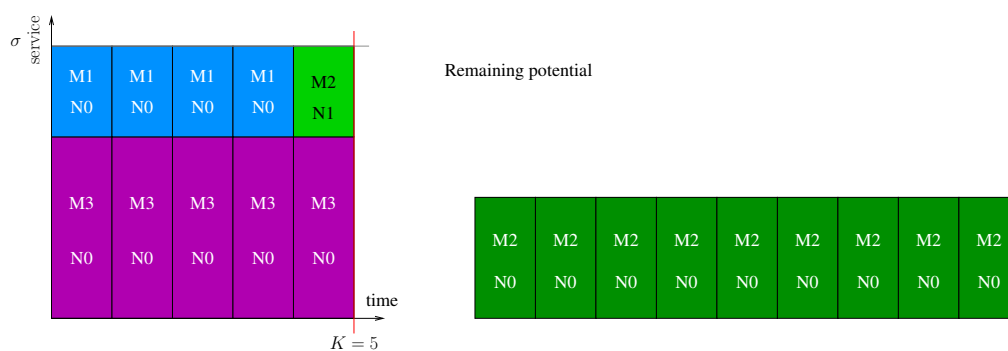 σ
service
M1 M1 M1 M1 M2
N0 N0 N0 N0 N1
Remaining potential
M3 M3 M3 M3 M3
N0 N0 N0 N0 N0
time
K = 5
M2 M2 M2 M2 M2 M2 M2 M2 M2
N0 N0 N0 N0 N0 N0 N0 N0 N0